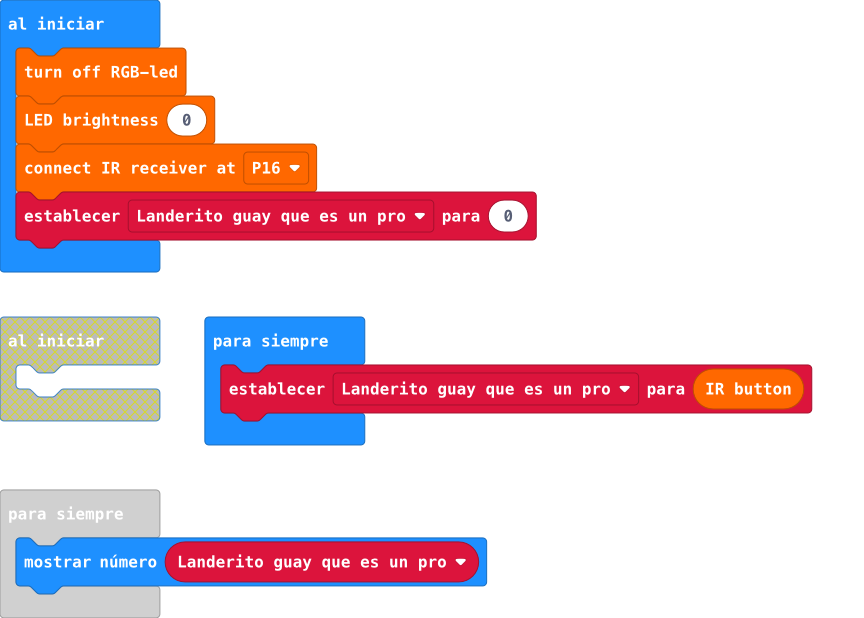 al iniciar
turn off RGB-led
LED brightness 0
connect IR receiver at P16
establecer Landerito guay que es un pro para 0
al iniciar
para siempre
establecer Landerito guay que es un pro para IR button
para siempre
mostrar número Landerito guay que es un pro